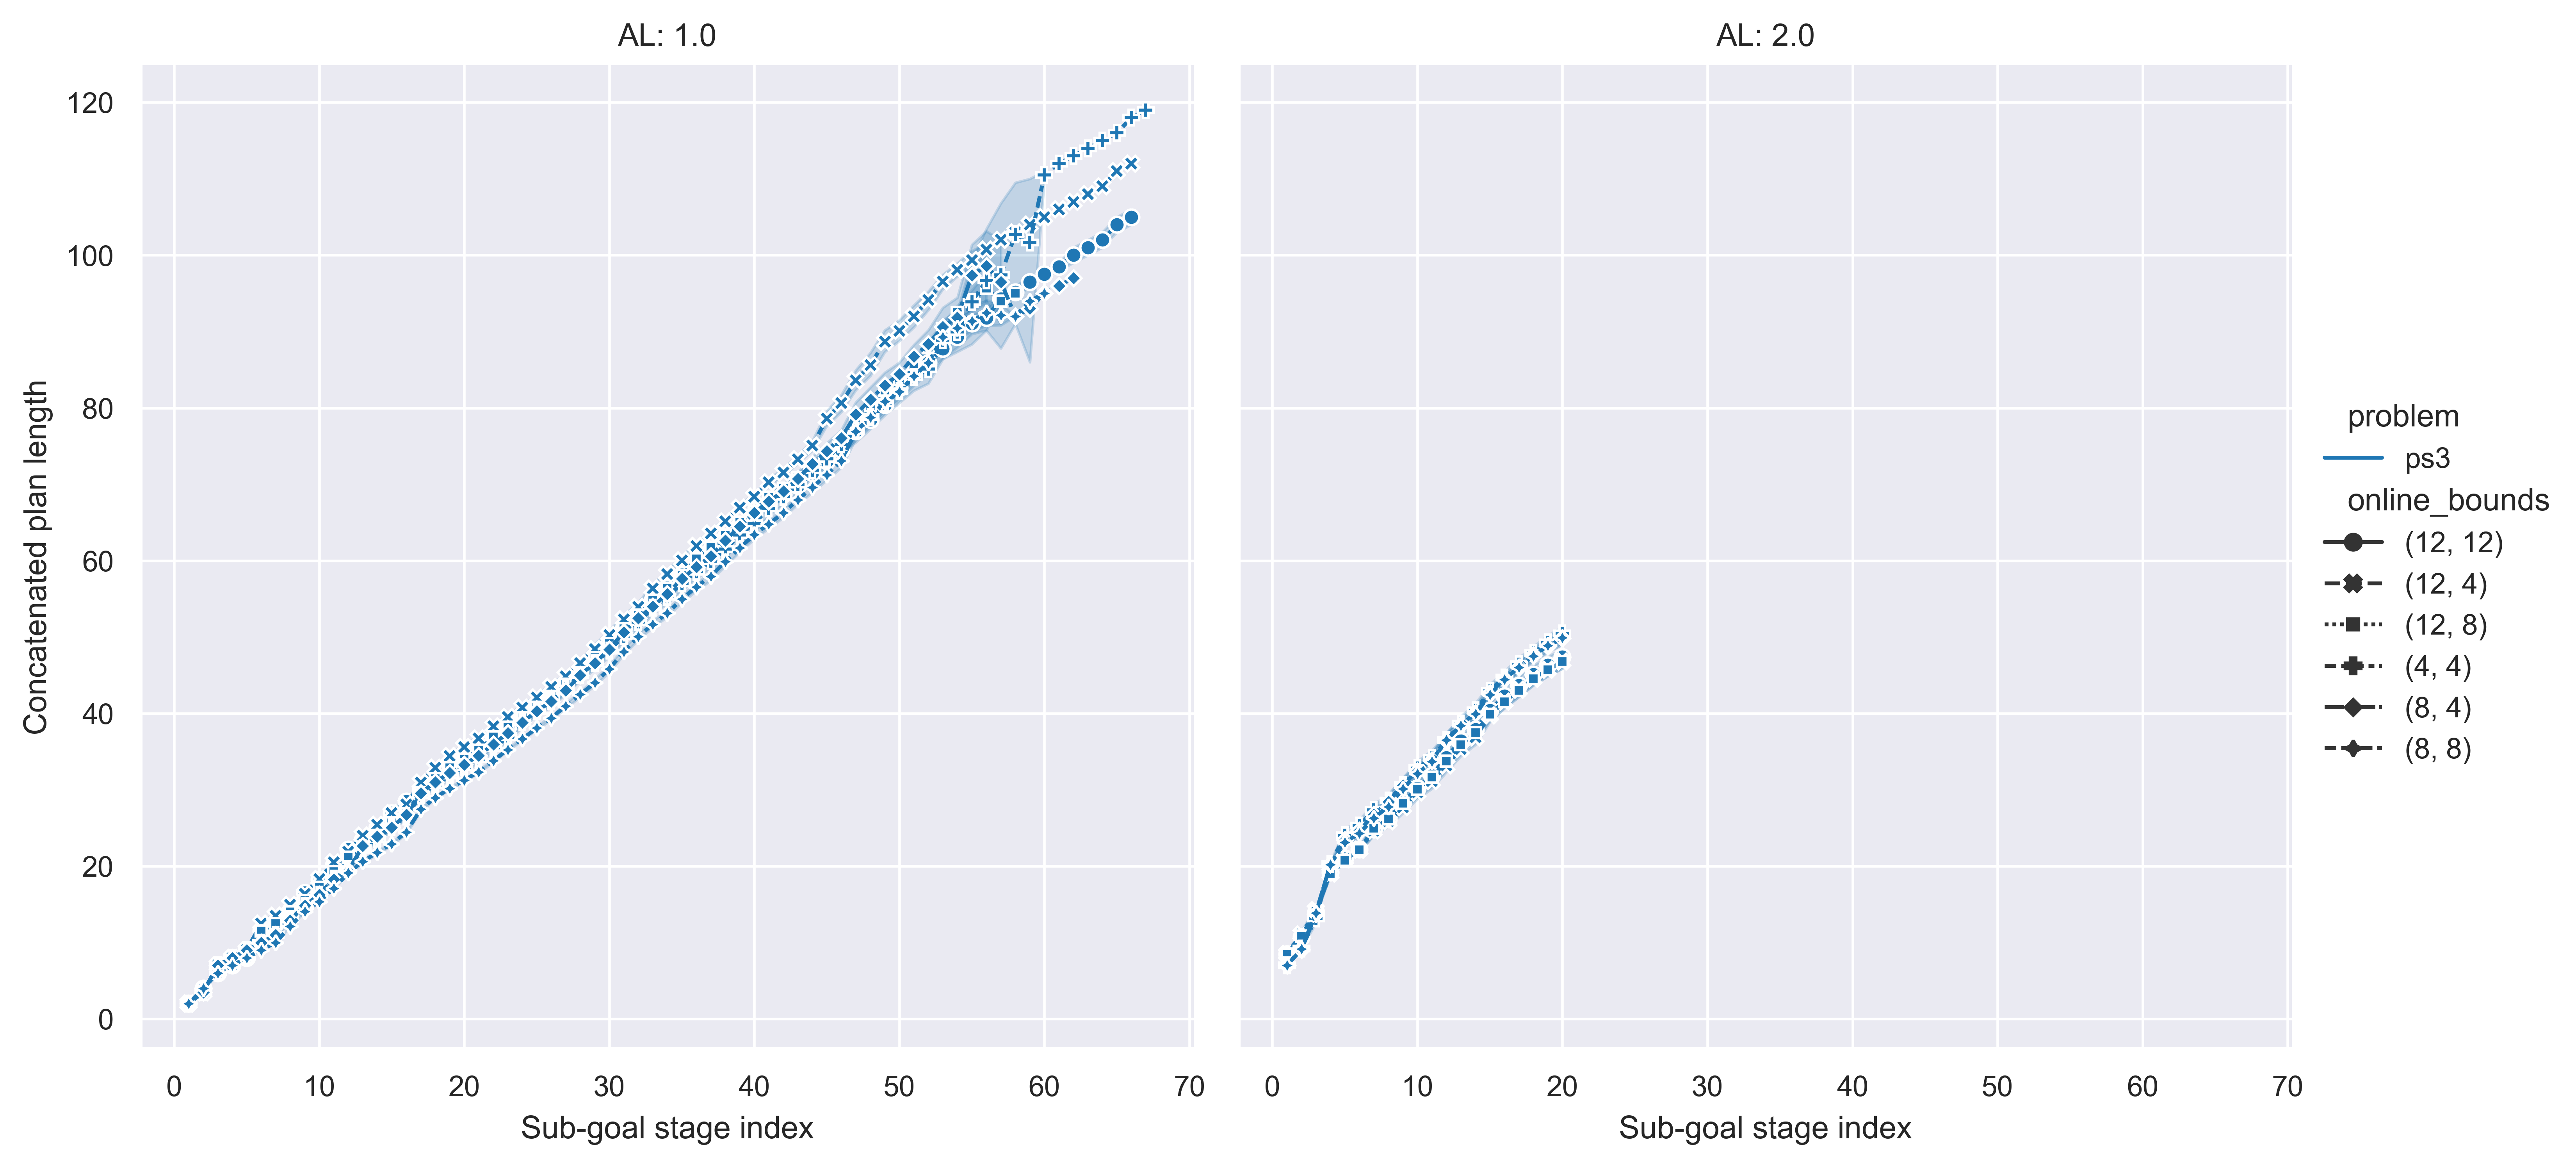 AL: 1.0
AL: 2.0
Concatenated plan length
120
100
80
60
40
20
0
0 10 20 30 40 50 60 70
0 10 20 30 40 50 60 70
Sub-goal stage index
Sub-goal stage index
problem
ps3
online_bounds
(12, 12)
(12, 4)
(12, 8)
(4, 4)
(8, 4)
(8, 8)